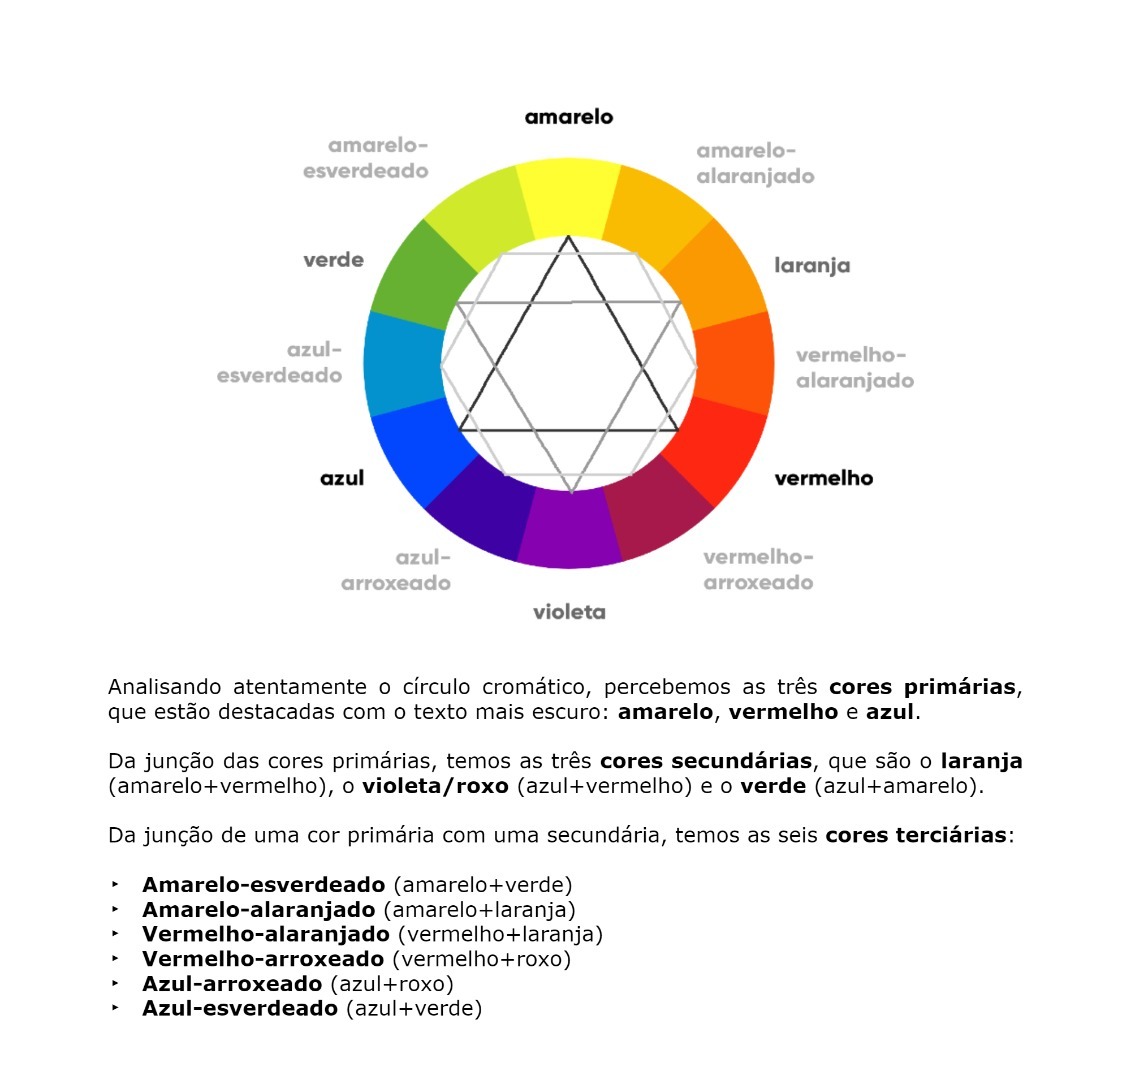 amarelo
amarelo-
esverdeado
amarelo-
alaranjado
verde
laranja
azul-
esverdeado
vermelho-
alaranjado
azul
vermelho
azul-
arroxeado
vermelho-
arroxeado
violeta
Analisando atentamente o círculo cromático, percebemos as três cores primárias,
que estão destacadas com o texto mais escuro: amarelo, vermelho e azul.
Da junção das cores primárias, temos as três cores secundárias, que são o laranja
(amarelo+vermelho), o violeta/roxo (azul+vermelho) e o verde (azul+amarelo).
Da junção de uma cor primária com uma secundária, temos as seis cores terciárias:
‣ Amarelo-esverdeado (amarelo+verde)
‣ Amarelo-alaranjado (amarelo+laranja)
‣ Vermelho-alaranjado (vermelho+laranja)
‣ Vermelho-arroxeado (vermelho+roxo)
‣ Azul-arroxeado (azul+roxo)
‣ Azul-esverdeado (azul+verde)